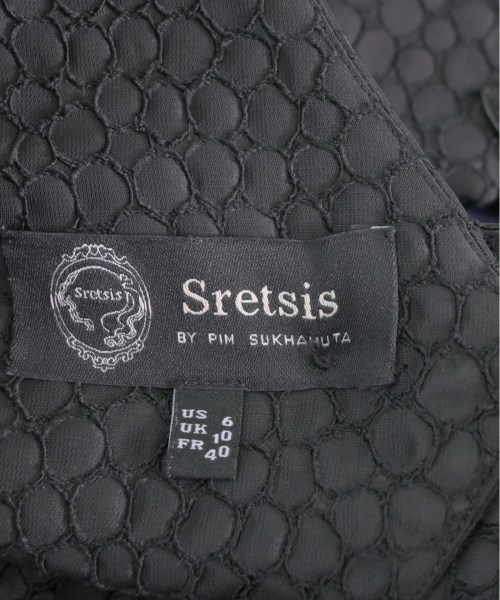 Sretsis
Sretsis
BY PIM SUKHAHUTA
US 6
UK 10
FR 40